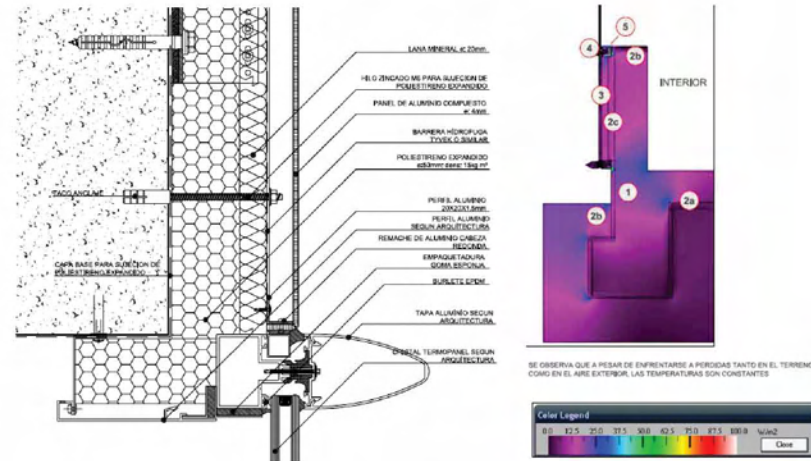 LANA MINERAL e: 20mm
HILO ZINCADO M6 PARA SUJECION DE
POLIESTIRENO EXPANDIDO
PANEL DE ALUMINIO COMPUESTO
e: 4mm
BARRERA HIDROFUGA
TYVEK O SIMILAR
POLIESTIRENO EXPANDIDO
PERFIL ALUMINIO
20X20X1.5mm
PERFIL ALUMINIO
SEGUN ARQUITECTURA
REMACHE DE ALUMINIO CABEZA
REDONDA
EMPAQUETADURA
GOMA ESPONJA
BURLETE EPDM
TAPA ALUMINIO SEGUN
ARQUITECTURA
CRISTAL TERMOPANEL SEGUN
ARQUITECTURA
TACO ANCLAJE
CAPA BASE PARA SUJECION DE
POLIESTIRENO EXPANDIDO
5
4
2b
INTERIOR
3
2c
1
2a
2b
SE OBSERVA QUE A PESAR DE ENFRENTARSE A PERDIDAS TANTO EN EL TERRENO
COMO EN EL AIRE EXTERIOR, LAS TEMPERATURAS SON CONSTANTES
Color Legend
0.0 12.5 25.0 37.5 50.0 62.5 75.0 87.5 100.0 W/m2
Close